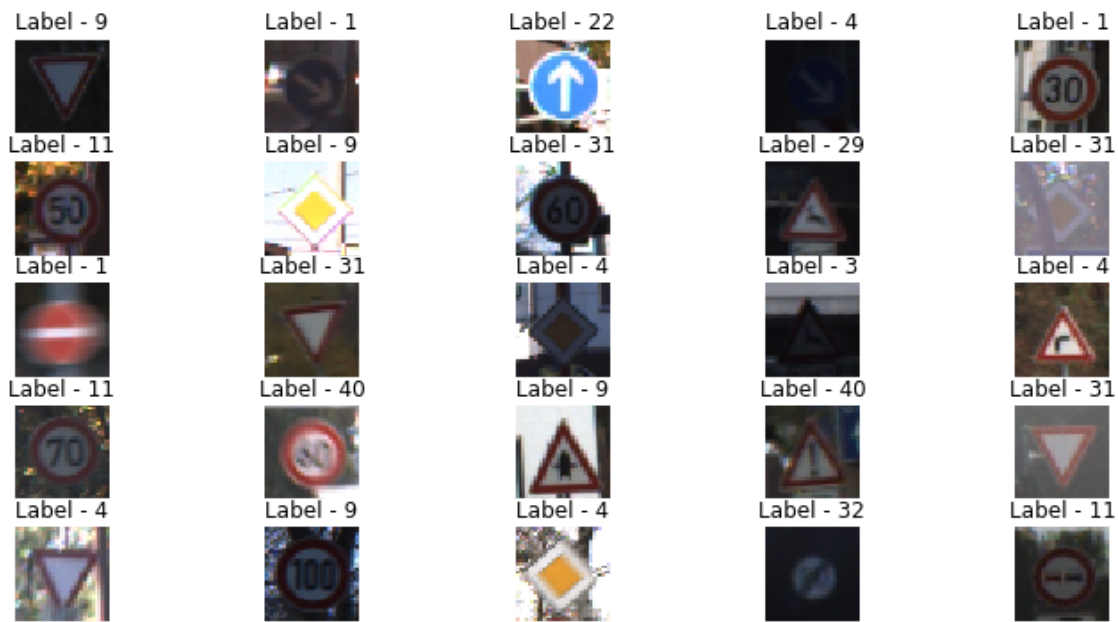 Label - 9 Label - 1 Label - 22 Label - 4 Label - 1
30
Label - 11 Label - 9 Label - 31 Label - 29 Label - 31
50 60
Label - 1 Label - 31 Label - 4 Label - 3 Label - 4
Label - 11 Label - 40 Label - 9 Label - 40 Label - 31
70
Label - 4 Label - 9 Label - 4 Label - 32 Label - 11
100